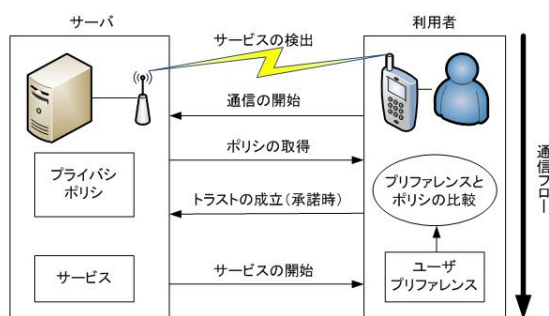 サーバ
利用者
サービスの検出
通信の開始
ポリシの取得
プライバシ
ポリシ
プリファレンスと
ポリシの比較
トラストの成立(承諾時)
サービス
サービスの開始
ユーザ
プリファレンス
通信フロー